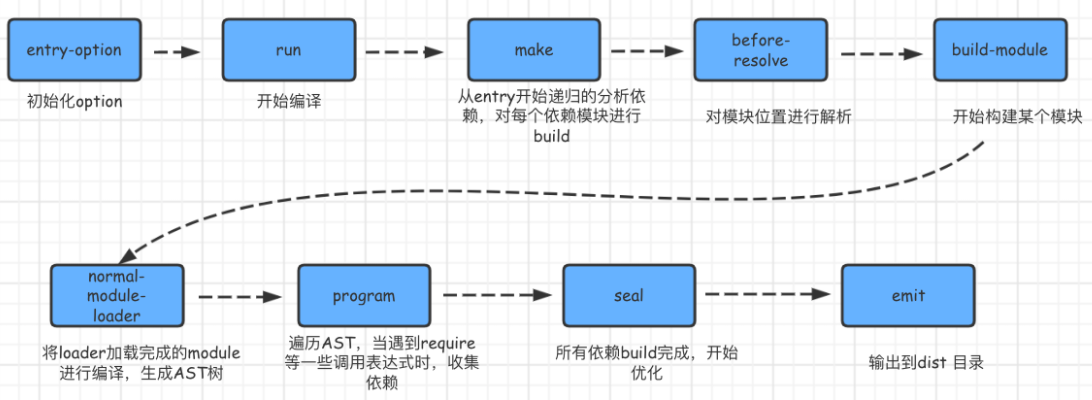 entry-option
run
make
before-
resolve
build-module
初始化option
开始编译
从entry开始递归的分析依
赖，对每个依赖模块进行
build
对模块位置进行解析
开始构建某个模块
normal-
module-
loader
program
seal
emit
将loader加载完成的module
进行编译，生成AST树
遍历AST，当遇到require
等一些调用表达式时，收集
依赖
所有依赖build完成，开始
优化
输出到dist 目录